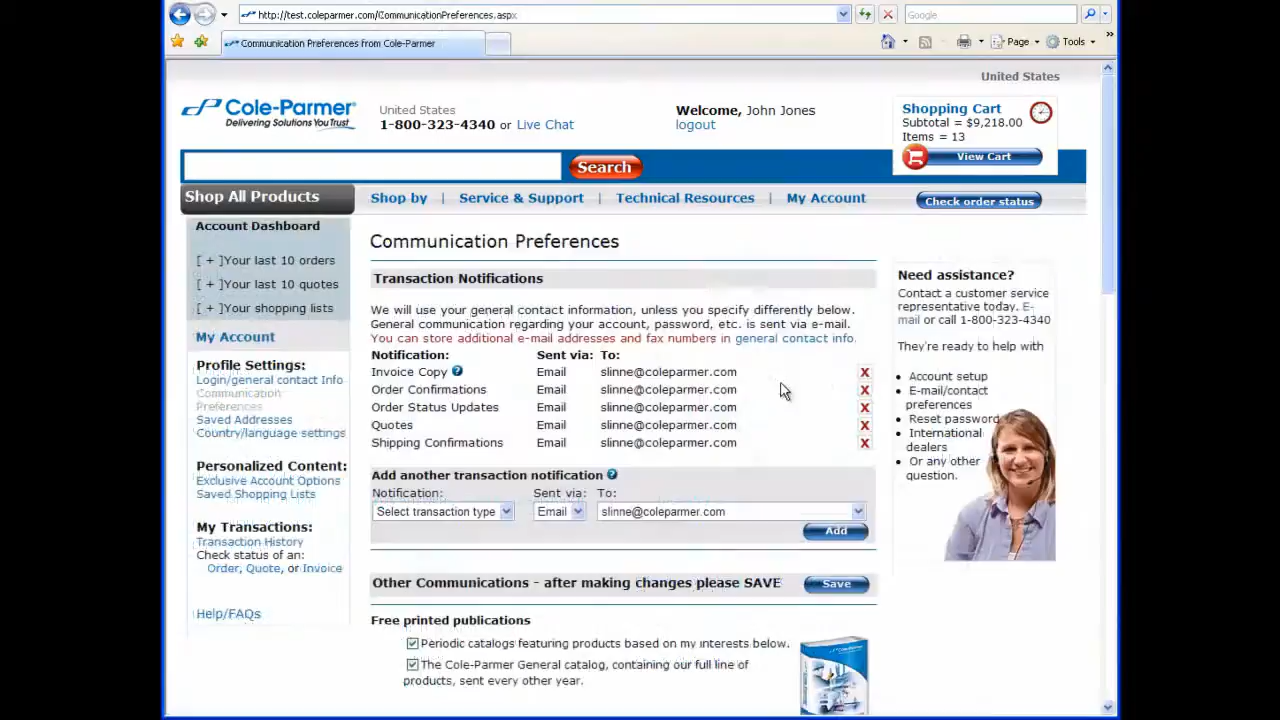 http://test.coleparmer.com/CommunicationPreferences.aspx
Google
Communication Preferences from Cole-Parmer
Page
Tools
»
United States
Cole-Parmer®
Delivering Solutions You Trust
United States
1-800-323-4340 or Live Chat
Welcome, John Jones
logout
Shopping Cart
Subtotal = $9,218.00
Items = 13
View Cart
Search
Shop All Products
Shop by | Service & Support | Technical Resources | My Account
Check order status
Account Dashboard
[ + ]Your last 10 orders
[ + ]Your last 10 quotes
[ + ]Your shopping lists
My Account
Profile Settings:
Login/general contact Info
Communication
Preferences
Saved Addresses
Country/language settings
Personalized Content:
Exclusive Account Options
Saved Shopping Lists
My Transactions:
Transaction History
Check status of an:
Order, Quote, or Invoice
Help/FAQs
Communication Preferences
Transaction Notifications
We will use your general contact information, unless you specify differently below.
General communication regarding your account, password, etc. is sent via e-mail.
You can store additional e-mail addresses and fax numbers in general contact info.
Notification: Sent via: To:
Invoice Copy ? Email slinne@coleparmer.com X
Order Confirmations Email slinne@coleparmer.com X
Order Status Updates Email slinne@coleparmer.com X
Quotes Email slinne@coleparmer.com X
Shipping Confirmations Email slinne@coleparmer.com X
Add another transaction notification ?
Notification: Sent via: To:
Select transaction type Email slinne@coleparmer.com
Add
Other Communications - after making changes please SAVE
Save
Free printed publications
Periodic catalogs featuring products based on my interests below.
The Cole-Parmer General catalog, containing our full line of
products, sent every other year.
Need assistance?
Contact a customer service
representative today. E-
mail or call 1-800-323-4340
They're ready to help with
Account setup
E-mail/contact
preferences
Reset password
International
dealers
Or any other
question.